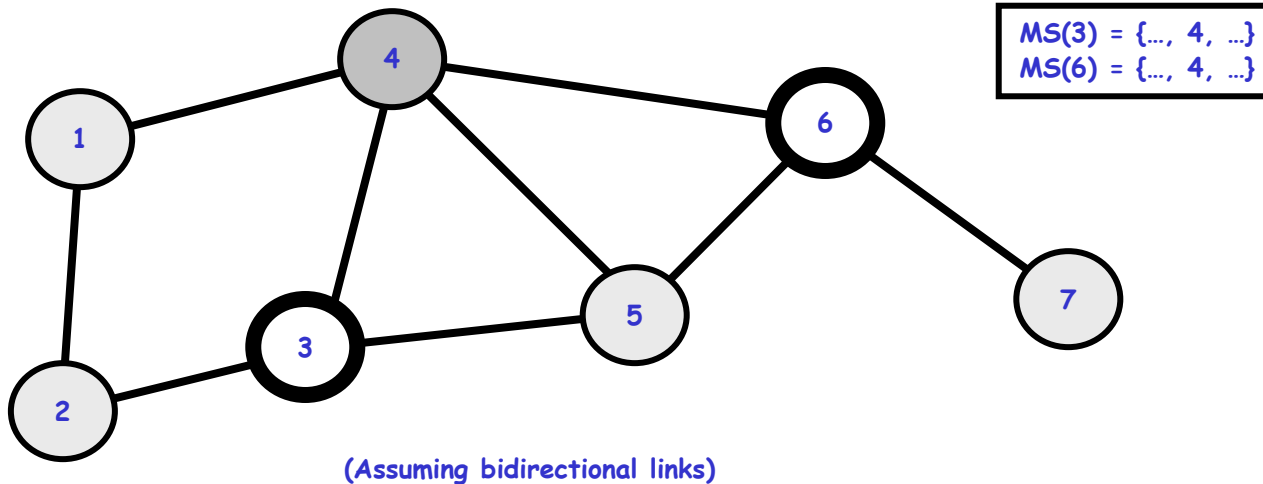 4
MS(3) = {…, 4, …}
MS(6) = {…, 4, …}
1
6
5
7
3
2
(Assuming bidirectional links)